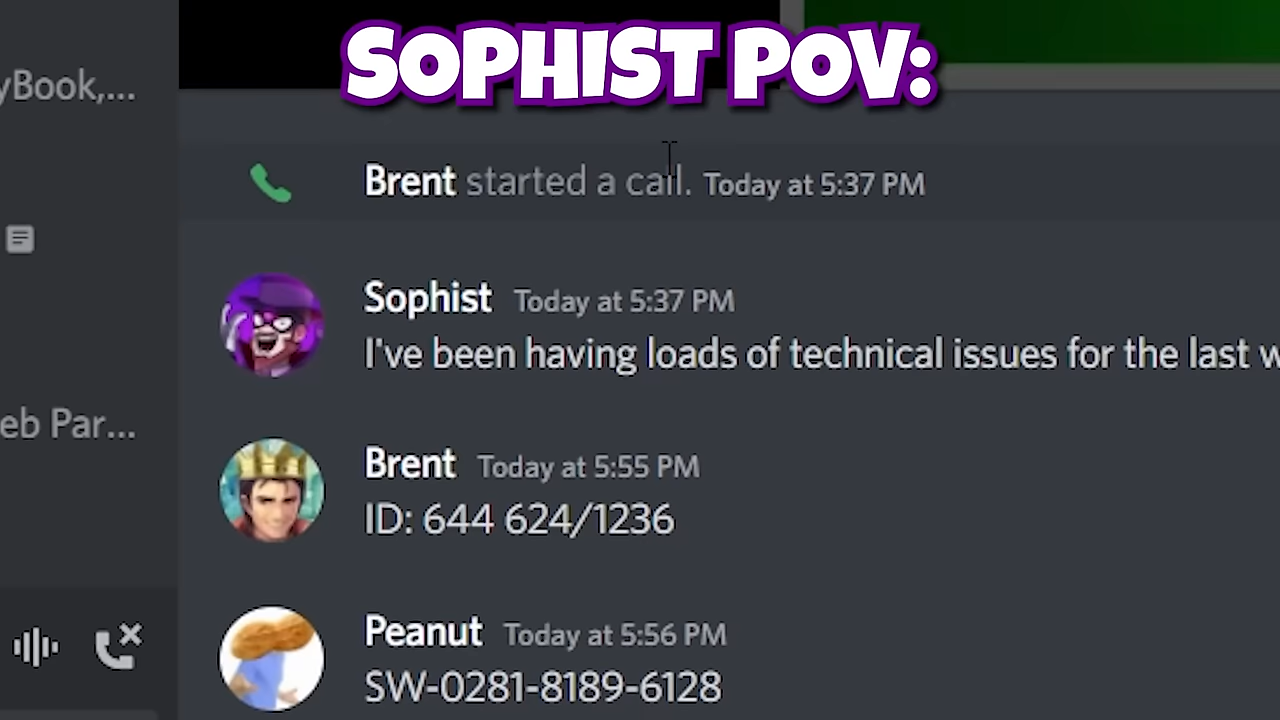 SOPHIST POV:
yBook,...
Brent started a call. Today at 5:37 PM
Sophist Today at 5:37 PM
I've been having loads of technical issues for the last w
eb Par...
Brent Today at 5:55 PM
ID: 644 624/1236
Peanut Today at 5:56 PM
SW-0281-8189-6128